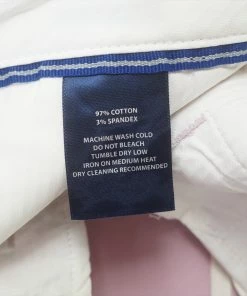 97% COTTON
3% SPANDEX
MACHINE WASH COLD
DO NOT BLEACH
TUMBLE DRY LOW
IRON ON MEDIUM HEAT
DRY CLEANING RECOMMENDED